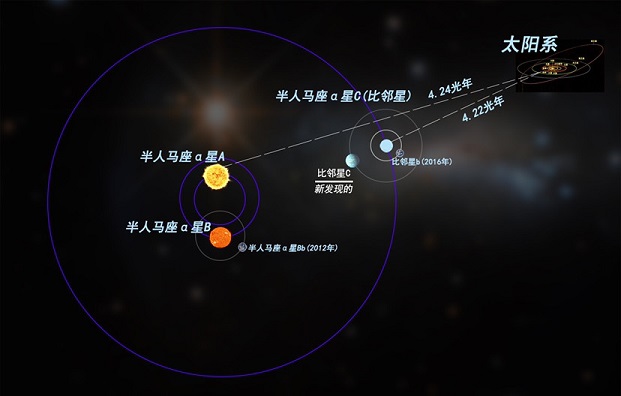 太阳系
4.24光年
半人马座α星C(比邻星)
4.22光年
半人马座α星A
比邻星b(2016年)
比邻星C
新发现的
半人马座α星B
半人马座α星Bb(2012年)